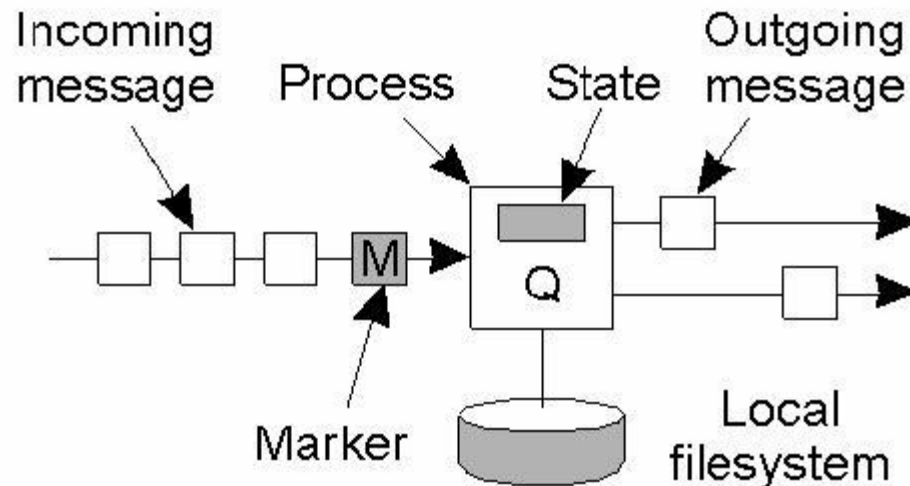 Incoming
message
Process
State
Outgoing
message
M
Q
Marker
Local
filesystem